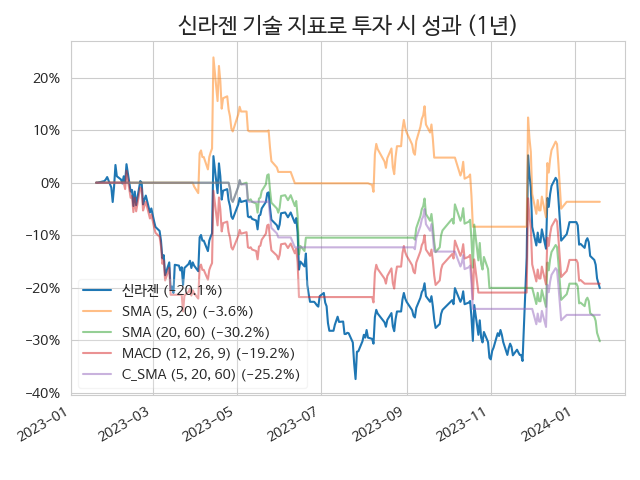 신라젠 기술 지표로 투자 시 성과 (1년)
20%
10%
0%
−10%
−20%
−30%
−40%
신라젠 (−20.1%)
SMA (5, 20) (−3.6%)
SMA (20, 60) (−30.2%)
MACD (12, 26, 9) (−19.2%)
C_SMA (5, 20, 60) (−25.2%)
2023−01
2023−03
2023−05
2023−07
2023−09
2023−11
2024−01